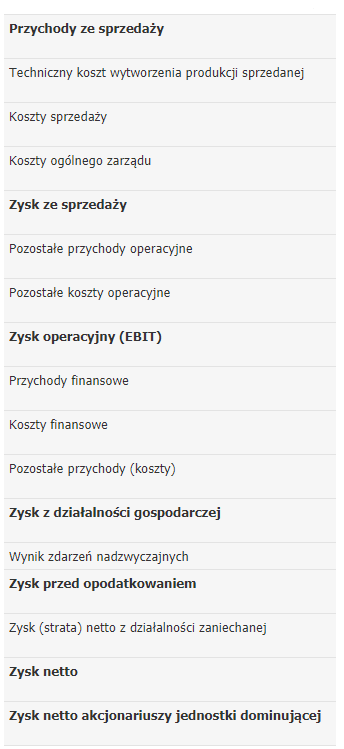 Przychody ze sprzedaży
Techniczny koszt wytworzenia produkcji sprzedanej
Koszty sprzedaży
Koszty ogólnego zarządu
Zysk ze sprzedaży
Pozostałe przychody operacyjne
Pozostałe koszty operacyjne
Zysk operacyjny (EBIT)
Przychody finansowe
Koszty finansowe
Pozostałe przychody (koszty)
Zysk z działalności gospodarczej
Wynik zdarzeń nadzwyczajnych
Zysk przed opodatkowaniem
Zysk (strata) netto z działalności zaniechanej
Zysk netto
Zysk netto akcjonariuszy jednostki dominującej